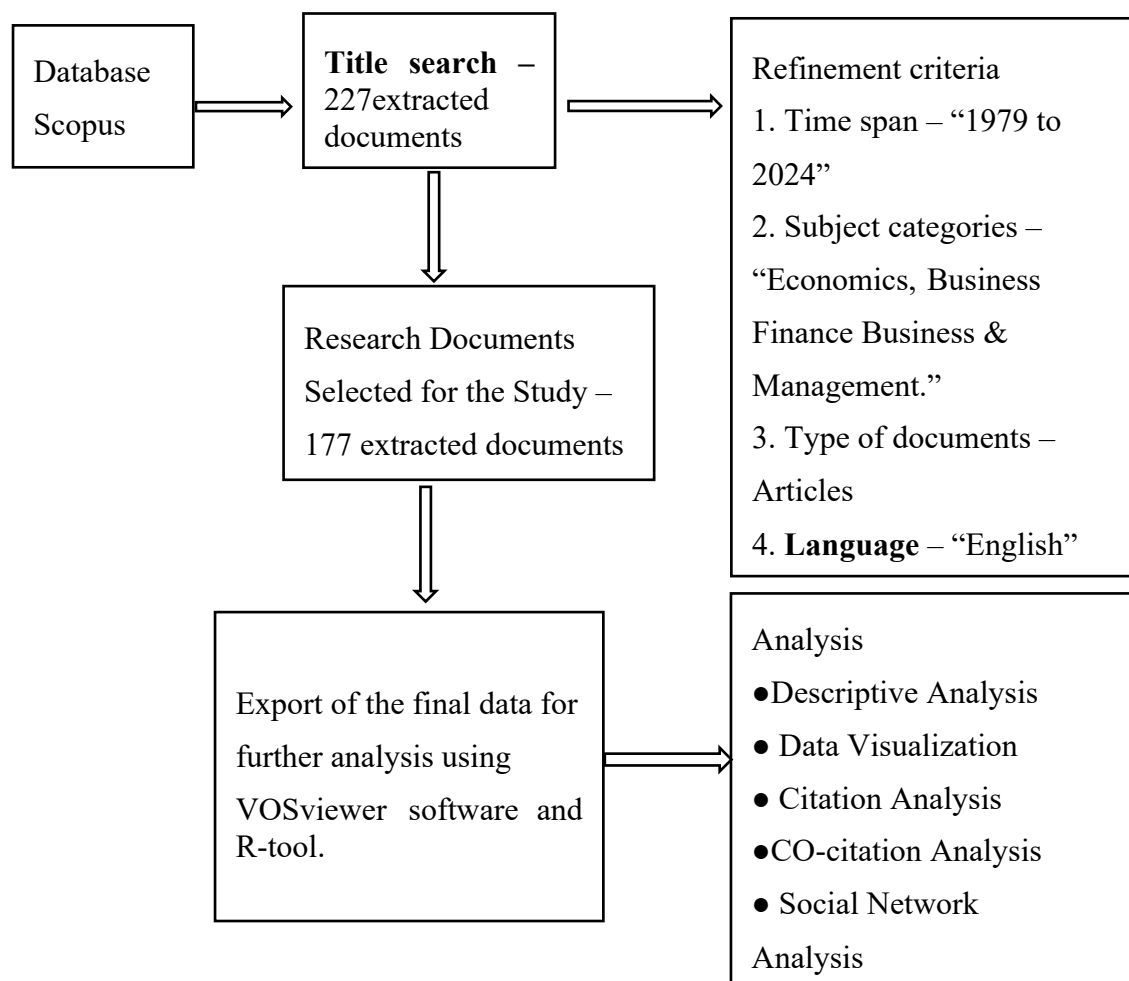 Database
Scopus
Title search –
227extracted
documents
Refinement criteria
1. Time span – “1979 to
2024”
2. Subject categories –
“Economics, Business
Finance Business &
Management.”
3. Type of documents –
Articles
4. Language – “English”
Research Documents
Selected for the Study –
177 extracted documents
Export of the final data for
further analysis using
VOSviewer software and
R-tool.
Analysis
●Descriptive Analysis
● Data Visualization
● Citation Analysis
●CO-citation Analysis
● Social Network
Analysis